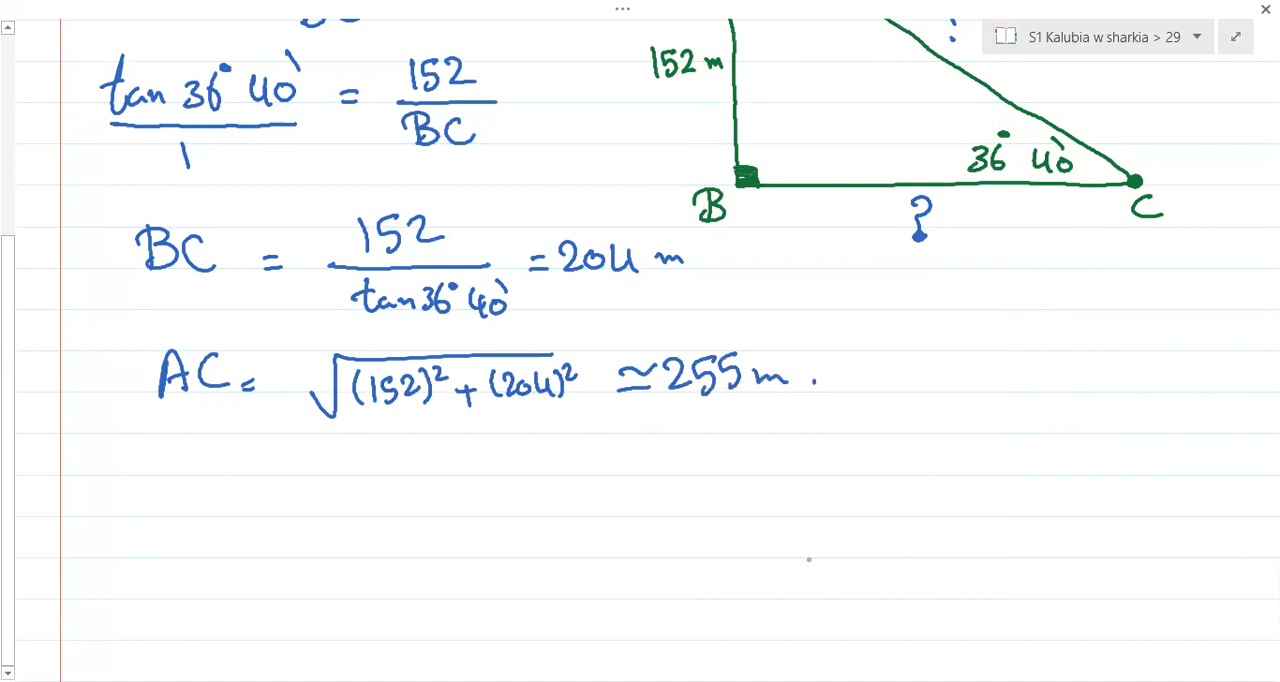 S1 Kalubia w sharkia > 29
?
152 m
36° 40`
B
C
?
tan 36° 40` / 1 = 152 / BC
BC = 152 / tan 36° 40` = 204 m
AC = √(152)² + (204)² ≃ 255 m .